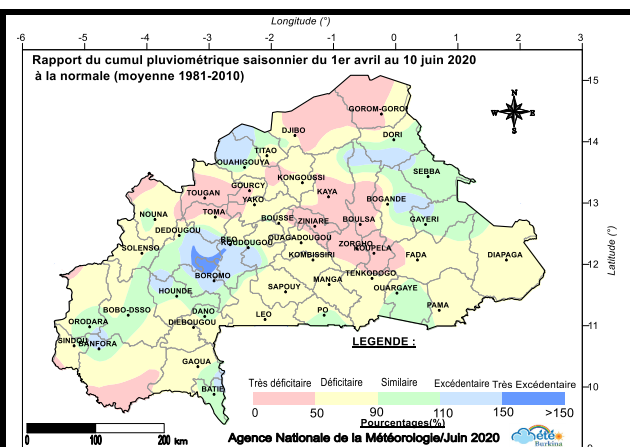 Longitude (°)
-6 -5 -4 -3 -2 -1 0 1 2 3
Rapport du cumul pluviométrique saisonnier du 1er avril au 10 juin 2020
à la normale (moyenne 1981-2010)
15
N
W E
S
GOROM-GOROM
DJIBO
DORI
14
TITAO
OUAHIGOUYA
SEBBA
KONGOUSSI
GOURCY
TOUGAN
KAYA
YAKO
BOGANDE
13
NOUNA
TOMA
BOUSSE
ZINIARE
BOULSA
GAYERI
DEDOUGOU
REO
KOUDOUGOU
OUAGADOUGOU
ZORGHO
SOLENSO
KOMBISSIRI
KOUPELA
FADA
DIAPAGA
12
BOROMO
TENKODOGO
MANGA
HOUNDE
SAPOUY
OUARGAYE
BOBO-DSSO
DANO
PO
PAMA
LEO
ORODARA
DIEBOUGOU
11
SINDOU
BANFORA
LEGENDE :
GAOUA
BATIE
10
Latitude (°)
Très déficitaire Déficitaire Similaire Excédentaire Très Excédentaire
0 50 90 110 150 >150
Pourcentages(%)
0 100 200 km
Agence Nationale de la Météorologie/Juin 2020
météo
Burkina
9